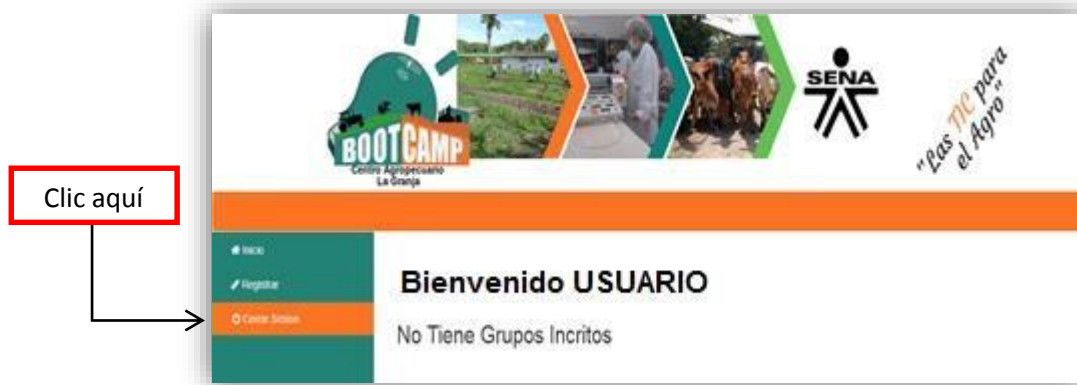 BOOTCAMP
Centro Agropecuario
La Granja
SENA
"Las TIC para
el Agro"
Clic aquí
Inicio
Registrar
Cerrar Sesion
Bienvenido USUARIO
No Tiene Grupos Incritos